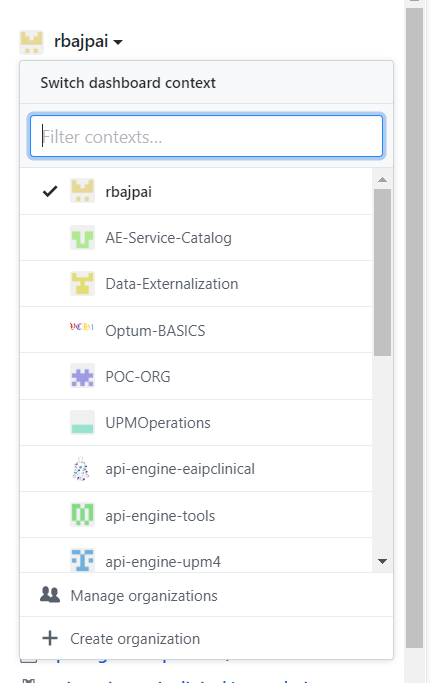 rbajpai
Switch dashboard context
Filter contexts...
rbajpai
AE-Service-Catalog
Data-Externalization
Optum-BASICS
POC-ORG
UPMOperations
api-engine-eaipclinical
api-engine-tools
api-engine-upm4
Manage organizations
Create organization